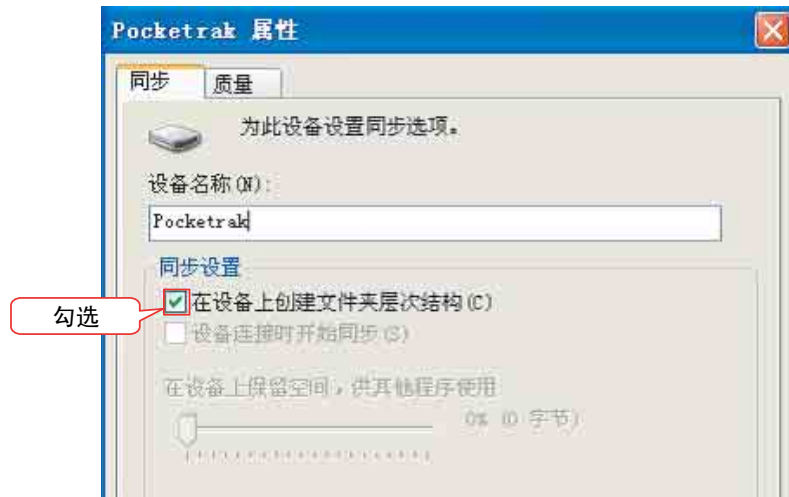 Pocketrak 属性
同步 质量
为此设备设置同步选项。
设备名称(N):
Pocketrak
同步设置
在设备上创建文件夹层次结构(C)
勾选
设备连接时开始同步(S)
在设备上保留空间，供其他程序使用
0% (0 字节)